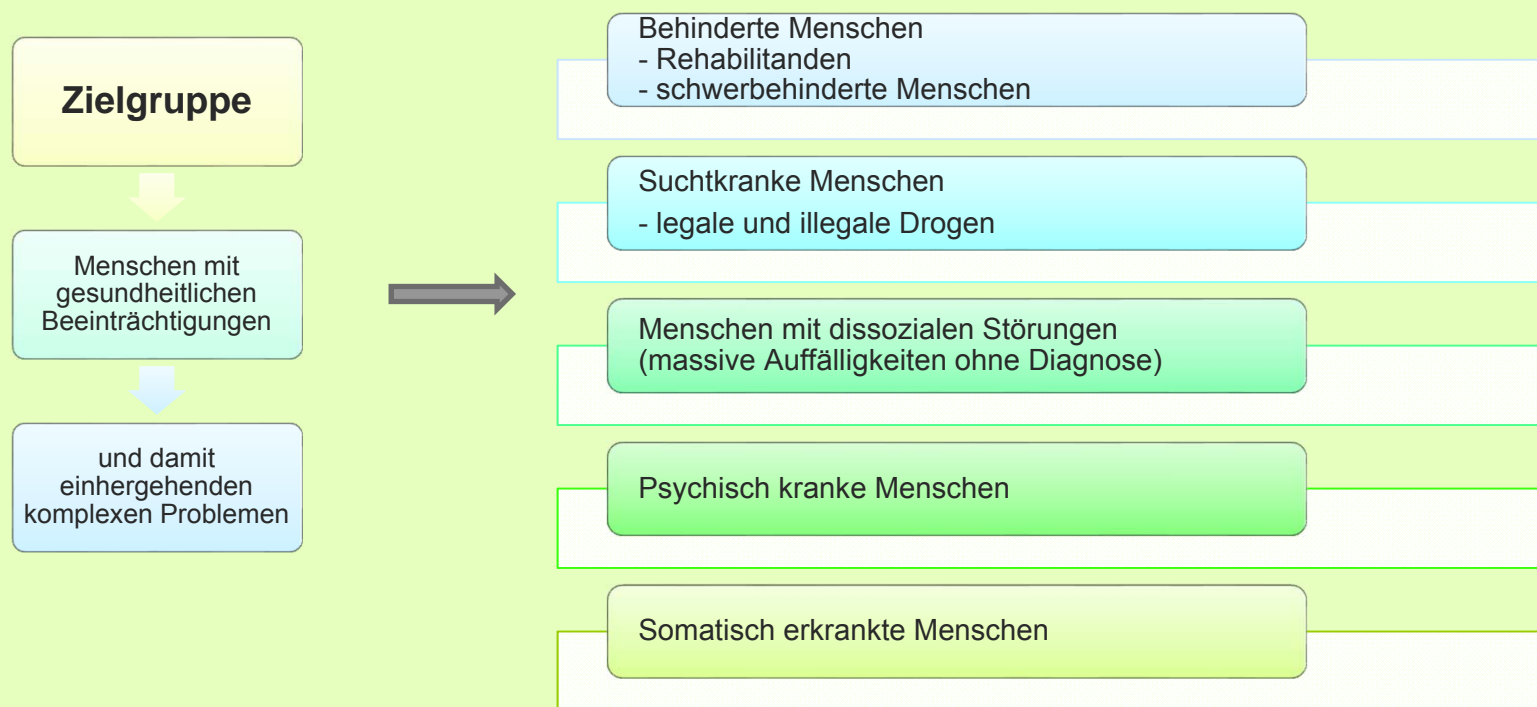 Zielgruppe
Menschen mit
gesundheitlichen
Beeinträchtigungen
und damit
einhergehenden
komplexen Problemen
Behinderte Menschen
- Rehabilitanden
- schwerbehinderte Menschen
Suchtkranke Menschen
- legale und illegale Drogen
Menschen mit dissozialen Störungen
(massive Auffälligkeiten ohne Diagnose)
Psychisch kranke Menschen
Somatisch erkrankte Menschen